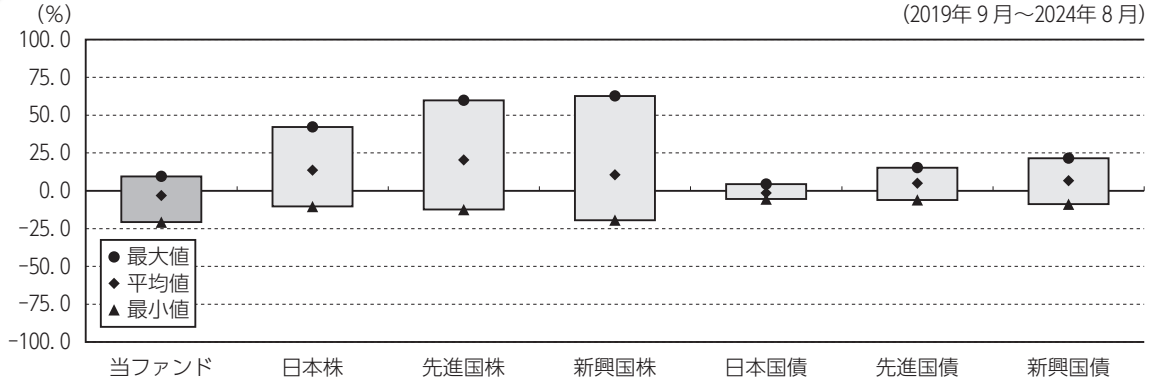 (%)
(2019年9月～2024年8月)
100.0
75.0
50.0
25.0
0.0
-25.0
-50.0
-75.0
-100.0
最大値
平均値
最小値
当ファンド 日本株 先進国株 新興国株 日本国債 先進国債 新興国債